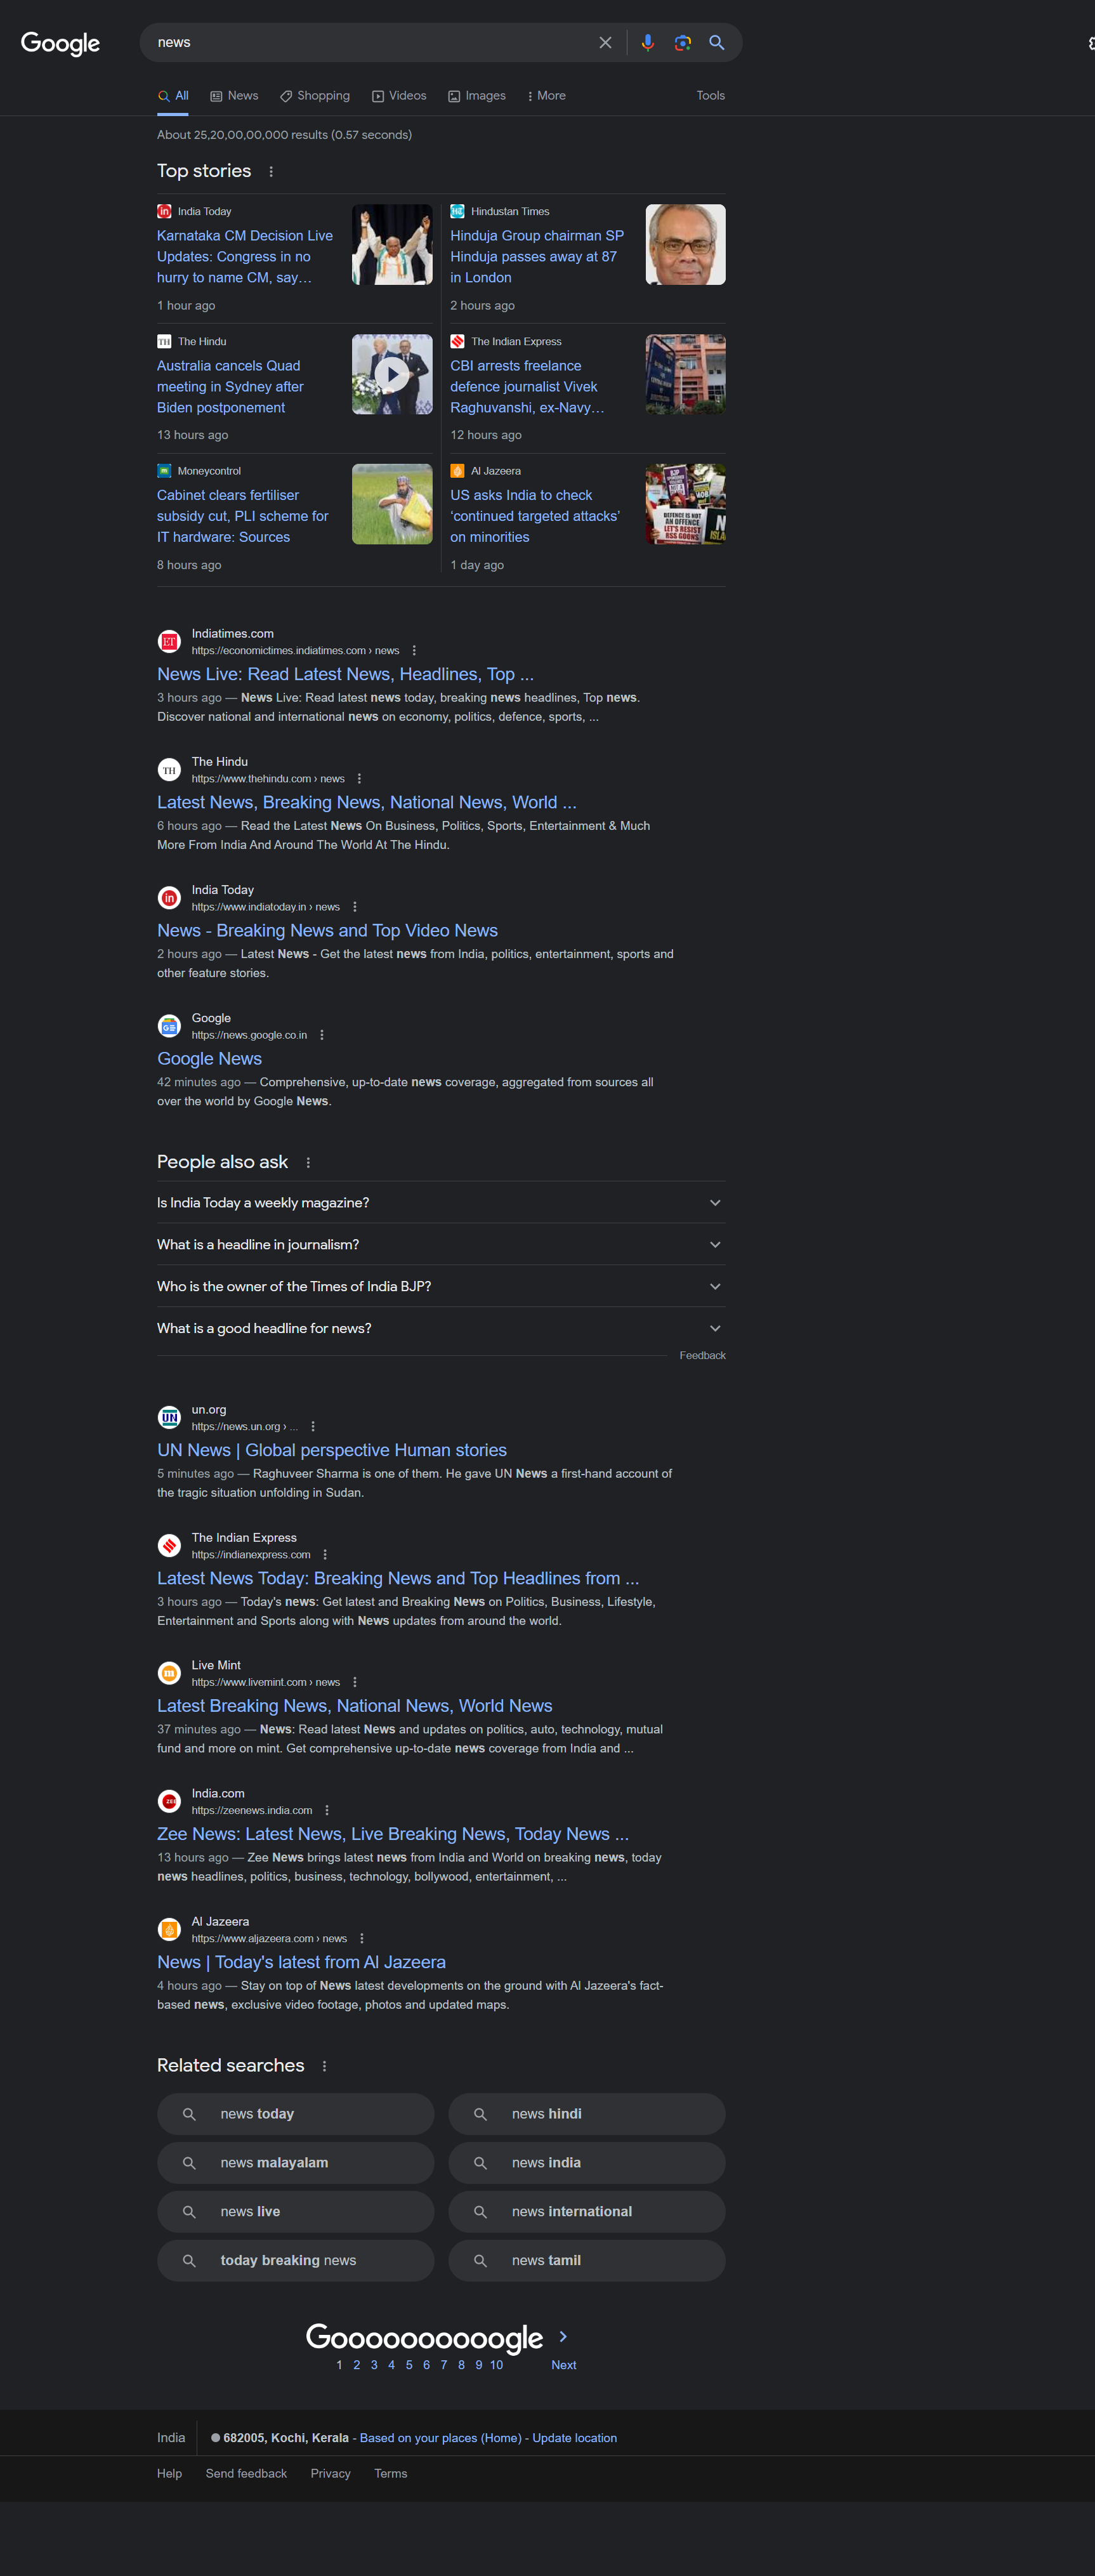 Google
news
All
News
Shopping
Videos
Images
More
Tools
About 25,20,00,00,000 results (0.57 seconds)
Top stories
India Today
Karnataka CM Decision Live
Updates: Congress in no
hurry to name CM, say…
1 hour ago
Hindustan Times
Hinduja Group chairman SP
Hinduja passes away at 87
in London
2 hours ago
The Hindu
Australia cancels Quad
meeting in Sydney after
Biden postponement
13 hours ago
The Indian Express
CBI arrests freelance
defence journalist Vivek
Raghuvanshi, ex-Navy…
12 hours ago
Moneycontrol
Cabinet clears fertiliser
subsidy cut, PLI scheme for
IT hardware: Sources
8 hours ago
Al Jazeera
US asks India to check
‘continued targeted attacks’
on minorities
1 day ago
DEFENCE IS NOT
AN OFFENCE
LET'S RESIST
RSS GOONS
ET
Indiatimes.com
https://economictimes.indiatimes.com › news
News Live: Read Latest News, Headlines, Top ...
3 hours ago — News Live: Read latest news today, breaking news headlines, Top news.
Discover national and international news on economy, politics, defence, sports, ...
TH
The Hindu
https://www.thehindu.com › news
Latest News, Breaking News, National News, World ...
6 hours ago — Read the Latest News On Business, Politics, Sports, Entertainment & Much
More From India And Around The World At The Hindu.
in
India Today
https://www.indiatoday.in › news
News - Breaking News and Top Video News
2 hours ago — Latest News - Get the latest news from India, politics, entertainment, sports and
other feature stories.
Google
https://news.google.co.in
Google News
42 minutes ago — Comprehensive, up-to-date news coverage, aggregated from sources all
over the world by Google News.
People also ask
Is India Today a weekly magazine?
What is a headline in journalism?
Who is the owner of the Times of India BJP?
What is a good headline for news?
Feedback
UN
un.org
https://news.un.org › ...
UN News | Global perspective Human stories
5 minutes ago — Raghuveer Sharma is one of them. He gave UN News a first-hand account of
the tragic situation unfolding in Sudan.
The Indian Express
https://indianexpress.com
Latest News Today: Breaking News and Top Headlines from ...
3 hours ago — Today's news: Get latest and Breaking News on Politics, Business, Lifestyle,
Entertainment and Sports along with News updates from around the world.
m
Live Mint
https://www.livemint.com › news
Latest Breaking News, National News, World News
37 minutes ago — News: Read latest News and updates on politics, auto, technology, mutual
fund and more on mint. Get comprehensive up-to-date news coverage from India and ...
India.com
https://zeenews.india.com
Zee News: Latest News, Live Breaking News, Today News ...
13 hours ago — Zee News brings latest news from India and World on breaking news, today
news headlines, politics, business, technology, bollywood, entertainment, ...
Al Jazeera
https://www.aljazeera.com › news
News | Today's latest from Al Jazeera
4 hours ago — Stay on top of News latest developments on the ground with Al Jazeera's fact-
based news, exclusive video footage, photos and updated maps.
Related searches
news today
news hindi
news malayalam
news india
news live
news international
today breaking news
news tamil
Goooooooooogle
1 2 3 4 5 6 7 8 9 10 Next
India
682005, Kochi, Kerala - Based on your places (Home) - Update location
Help Send feedback Privacy Terms